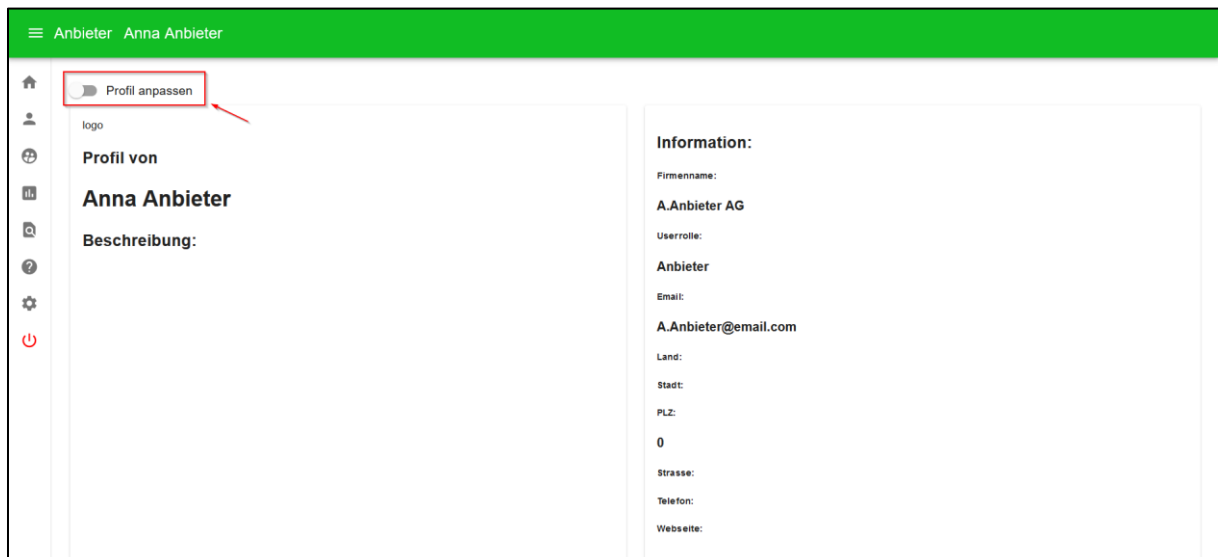 Anbieter Anna Anbieter
Profil anpassen
logo
Profil von
Anna Anbieter
Beschreibung:
Information:
Firmenname:
A.Anbieter AG
Userrolle:
Anbieter
Email:
A.Anbieter@email.com
Land:
Stadt:
PLZ:
0
Strasse:
Telefon:
Webseite: